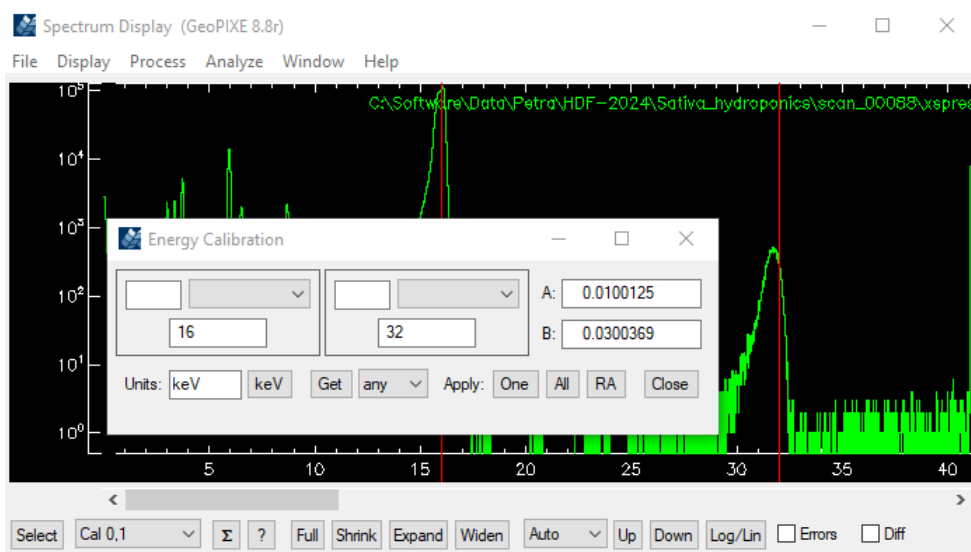 Spectrum Display (GeoPIXE 8.8r)
File Display Process Analyze Window Help
C:\Software\Data\Petra\HDF-2024\Sativa_hydroponics\scan_00088\xspres
10⁵
10⁴
10³
10²
10¹
10⁰
Energy Calibration
A: 0.0100125
16 32
B: 0.0300369
Units: keV keV Get any Apply: One All RA Close
5 10 15 20 25 30 35 40
Select Cal 0,1 Σ ? Full Shrink Expand Widen Auto Up Down Log/Lin Errors Diff